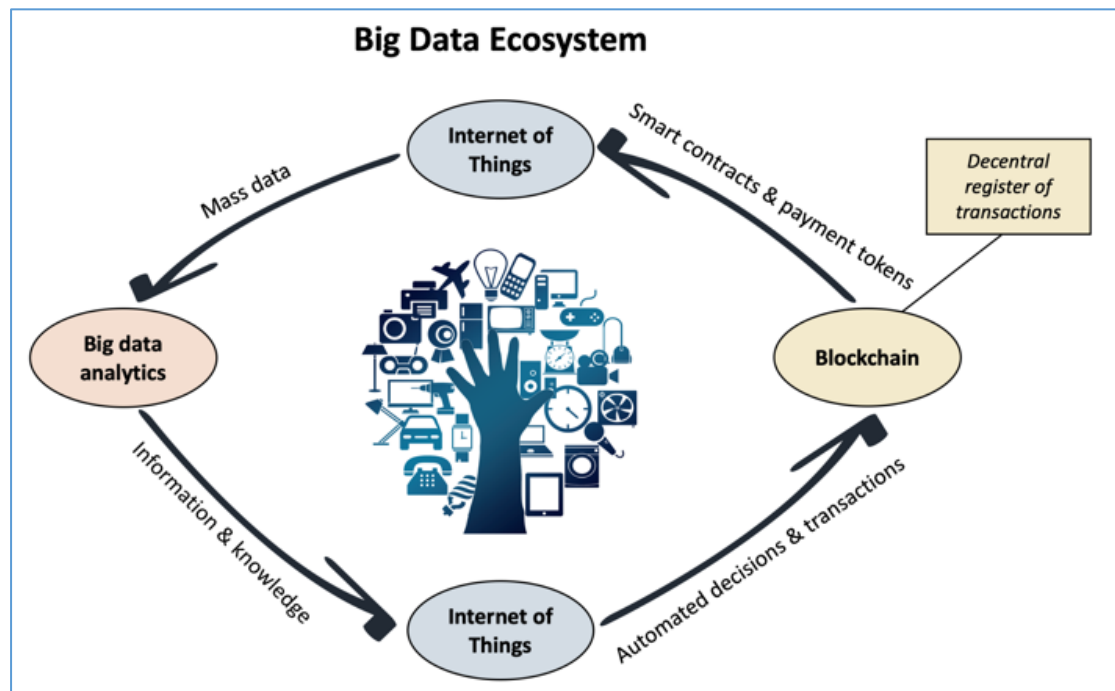 Big Data Ecosystem
Internet of
Things
Smart contracts & payment tokens
Decentral
register of
transactions
Mass data
Big data
analytics
Blockchain
Information & knowledge
Automated decisions & transactions
Internet of
Things